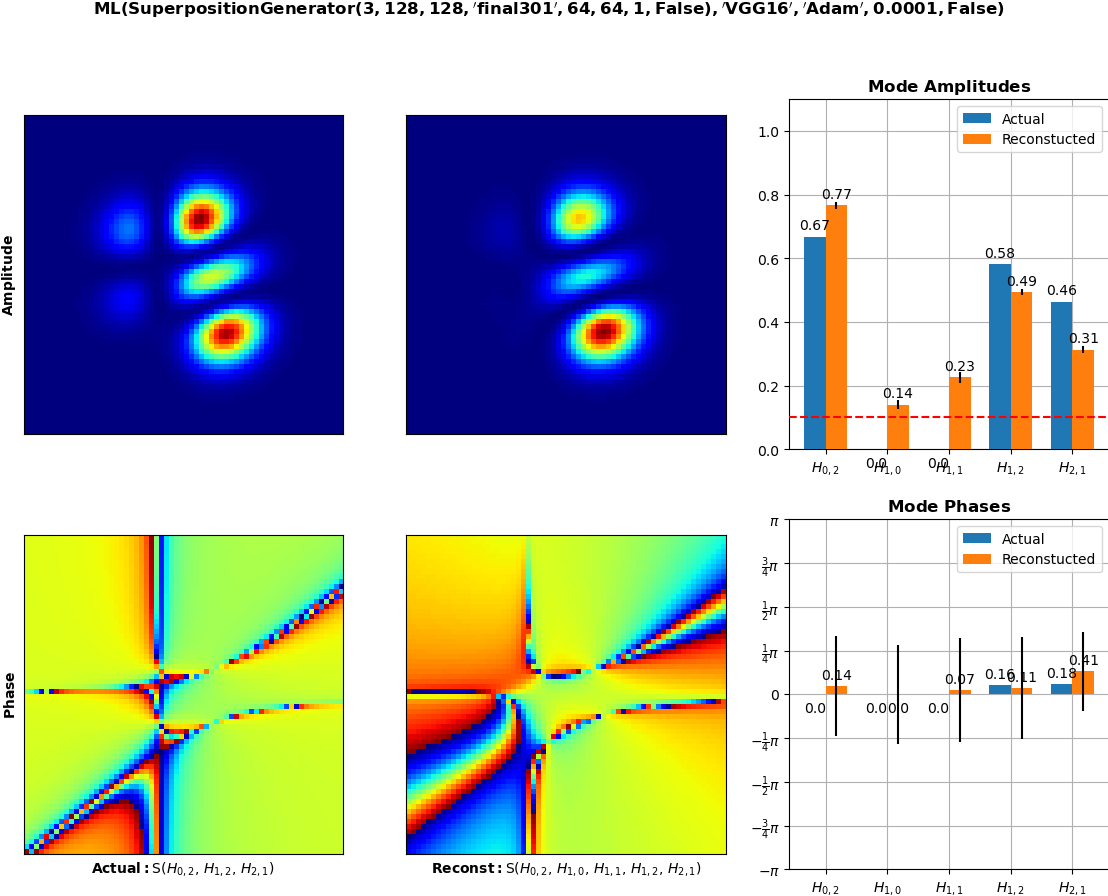 ML(SuperpositionGenerator(3, 128, 128, ′final301′, 64, 64, 1, False), ′VGG16′, ′Adam′, 0.0001, False)
Amplitude
Mode Amplitudes
Actual
Reconstucted
1.0
0.8
0.6
0.4
0.2
0.0
0.67
0.77
0.0
0.14
0.0
0.23
0.58
0.49
0.46
0.31
H0,2
H1,0
H1,1
H1,2
H2,1
Phase
Actual: S(H0,2, H1,2, H2,1)
Reconst: S(H0,2, H1,0, H1,1, H1,2, H2,1)
Mode Phases
Actual
Reconstucted
π
3/4π
1/2π
1/4π
0
−1/4π
−1/2π
−3/4π
−π
0.0
0.14
0.0
0.0
0.0
0.07
0.16
0.11
0.18
0.41
H0,2
H1,0
H1,1
H1,2
H2,1